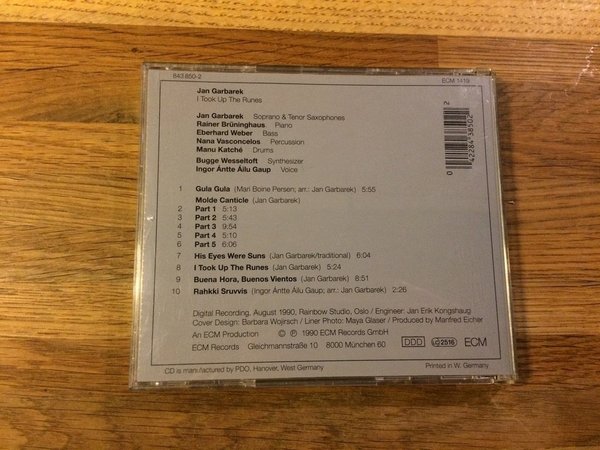 843 850-2 ECM 1419
Jan Garbarek
I Took Up The Runes
Jan Garbarek Soprano & Tenor Saxophones
Rainer Brüninghaus Piano
Eberhard Weber Bass
Nana Vasconcelos Percussion
Manu Katché Drums
Bugge Wesseltoft Synthesizer
Ingor Ántte Áilu Gaup Voice
1 Gula Gula (Mari Boine Persen; arr.: Jan Garbarek) 5:55
Molde Canticle (Jan Garbarek)
2 Part 1 5:13
3 Part 2 5:43
4 Part 3 9:54
5 Part 4 5:10
6 Part 5 6:06
7 His Eyes Were Suns (Jan Garbarek/traditional) 6:04
8 I Took Up The Runes (Jan Garbarek) 5:24
9 Buena Hora, Buenos Vientos (Jan Garbarek) 8:51
10 Rahkki Sruvvis (Ingor Ántte Áilu Gaup; arr.: Jan Garbarek) 2:26
Digital Recording, August 1990, Rainbow Studio, Oslo / Engineer: Jan Erik Kongshaug
Cover Design: Barbara Wojirsch / Liner Photo: Maya Glaser / Produced by Manfred Eicher
An ECM Production © ℗ 1990 ECM Records GmbH
ECM Records Gleichmannstraße 10 8000 München 60 DDD LC 2516 ECM
CD is manufactured by PDO, Hanover, West Germany Printed in W. Germany
0 42284 38502 2